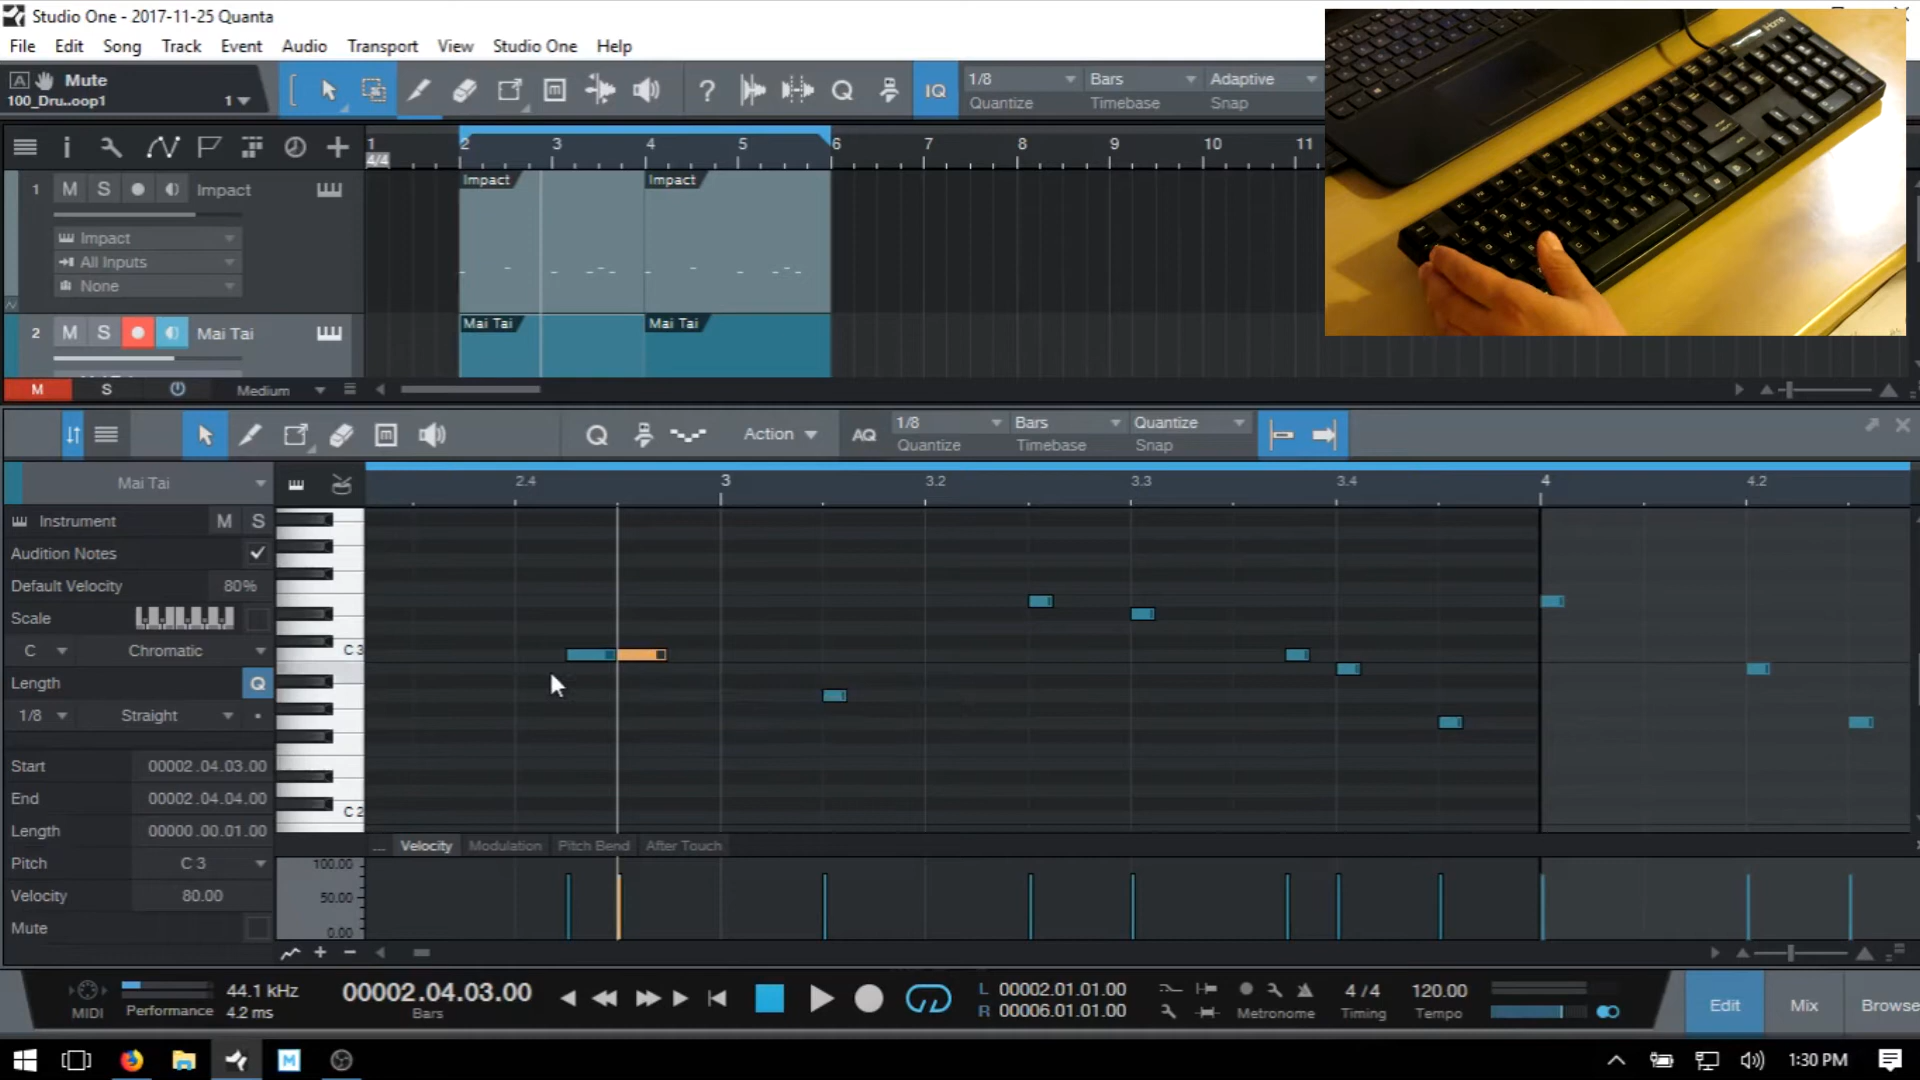 Studio One - 2017-11-25 Quanta
File Edit Song Track Event Audio Transport View Studio One Help
A Mute
100_Dru..oop1 1
IQ
1/8 Bars Adaptive
Quantize Timebase Snap
iHome
1 2 3 4 5 6 7 8 9 10 11
4/4
1 M S Impact
Impact Impact
Impact
All Inputs
None
2 M S Mai Tai
Mai Tai Mai Tai
M S Medium
Action
AQ
1/8 Bars Quantize
Quantize Timebase Snap
Mai Tai
2.4 3 3.2 3.3 3.4 4 4.2
Instrument M S
Audition Notes
Default Velocity 80%
Scale
C Chromatic
C 3
Length Q
1/8 Straight
Start 00002.04.03.00
End 00002.04.04.00
C 2
Length 00000.00.01.00
... Velocity Modulation Pitch Bend After Touch
Pitch C 3
100.00
Velocity 80.00
50.00
Mute
0.00
MIDI
Performance
44.1 kHz
4.2 ms
00002.04.03.00
Bars
L 00002.01.01.00
R 00006.01.01.00
Metronome
4 / 4
Timing
120.00
Tempo
Edit Mix Browse
1:30 PM